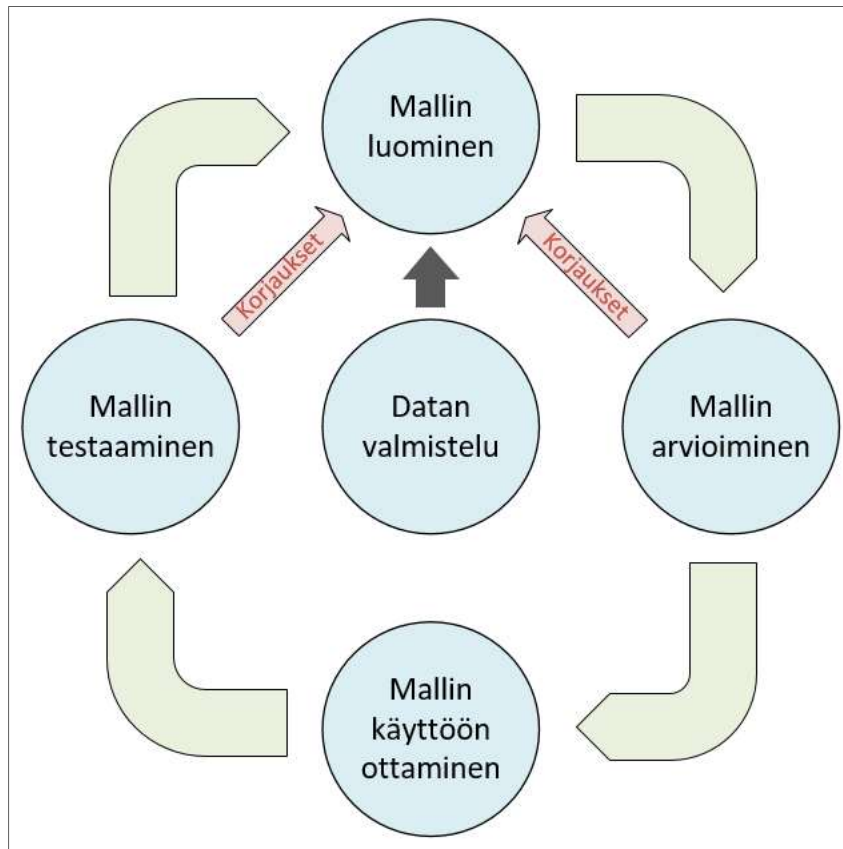 Mallin
luominen
Korjaukset
Korjaukset
Mallin
testaaminen
Datan
valmistelu
Mallin
arvioiminen
Mallin
käyttöön
ottaminen